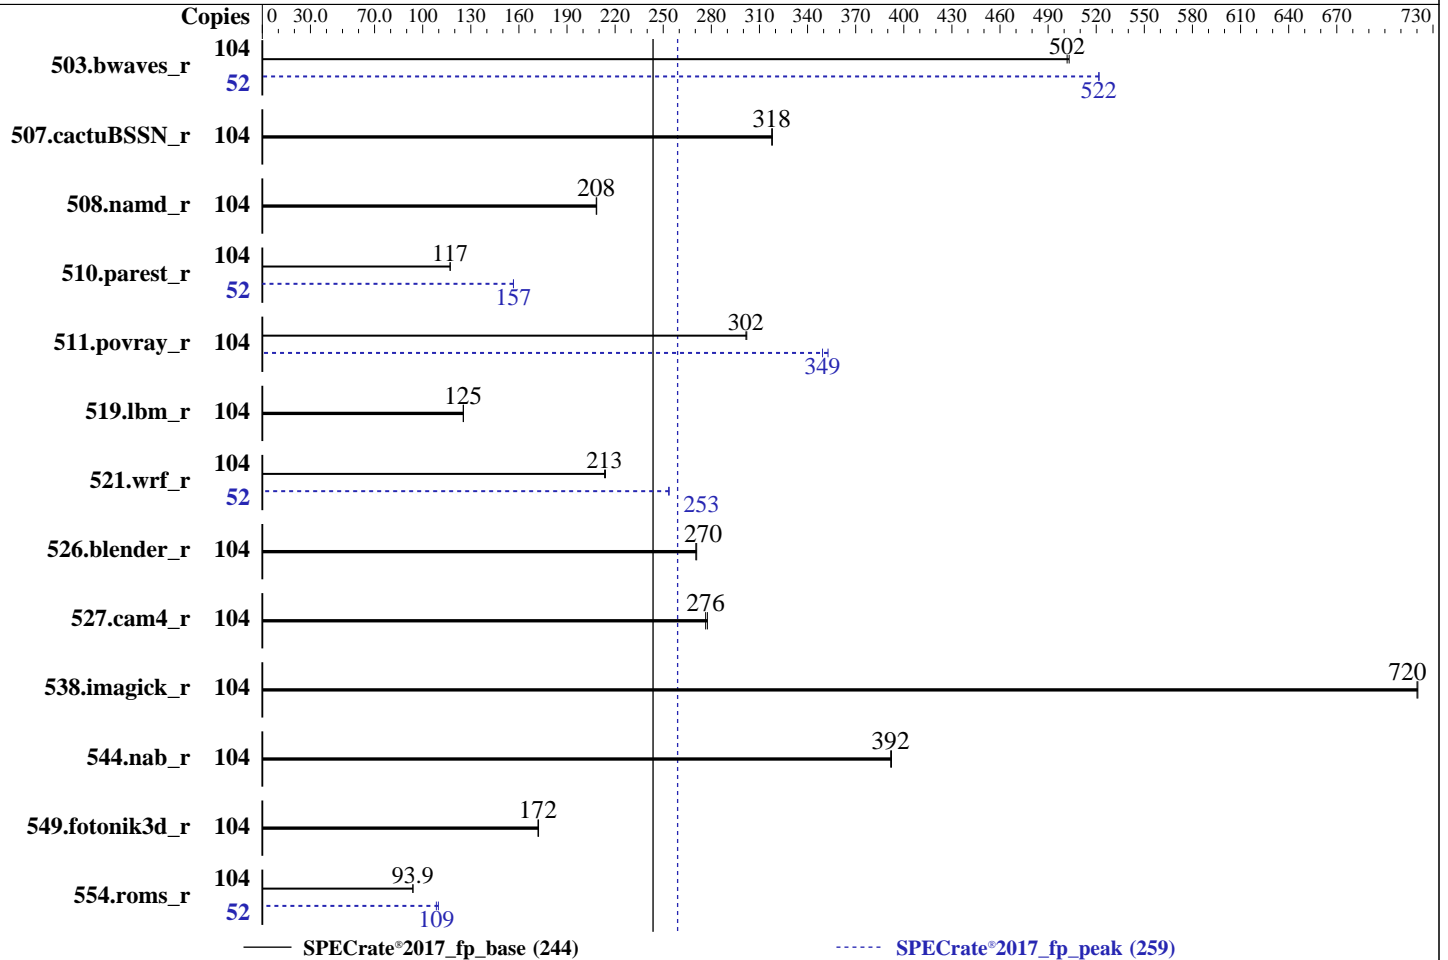 Copies 0 30.0 70.0 100 130 160 190 220 250 280 310 340 370 400 430 460 490 520 550 580 610 640 670 730
503.bwaves_r 104 502
52 522
507.cactuBSSN_r 104 318
508.namd_r 104 208
510.parest_r 104 117
52 157
511.povray_r 104 302
349
519.lbm_r 104 125
521.wrf_r 104 213
52 253
526.blender_r 104 270
527.cam4_r 104 276
538.imagick_r 104 720
544.nab_r 104 392
549.fotonik3d_r 104 172
554.roms_r 104 93.9
52 109
SPECrate®2017_fp_base (244) SPECrate®2017_fp_peak (259)